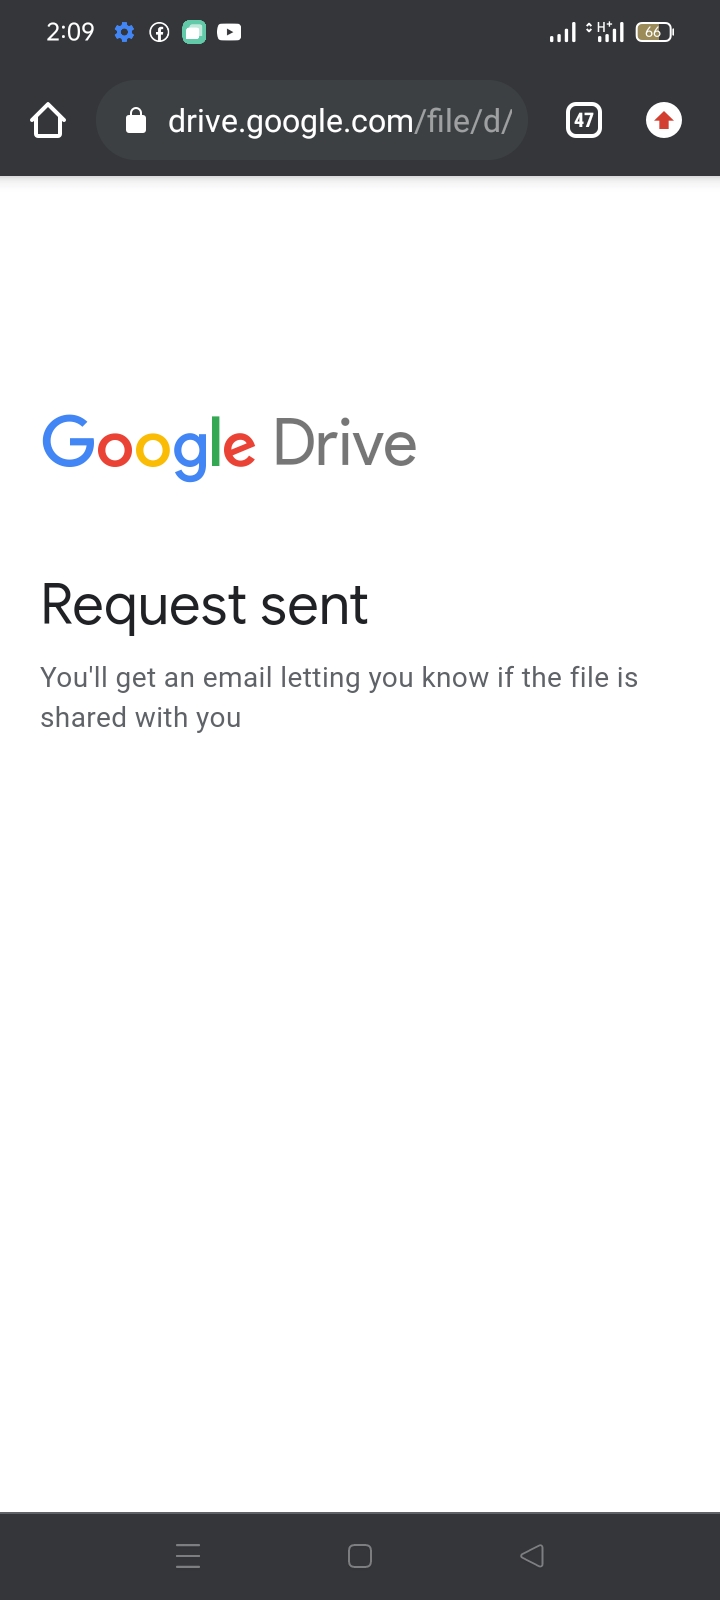 2:09 H+ 66
drive.google.com/file/d/ 47
Google Drive
Request sent
You'll get an email letting you know if the file is
shared with you